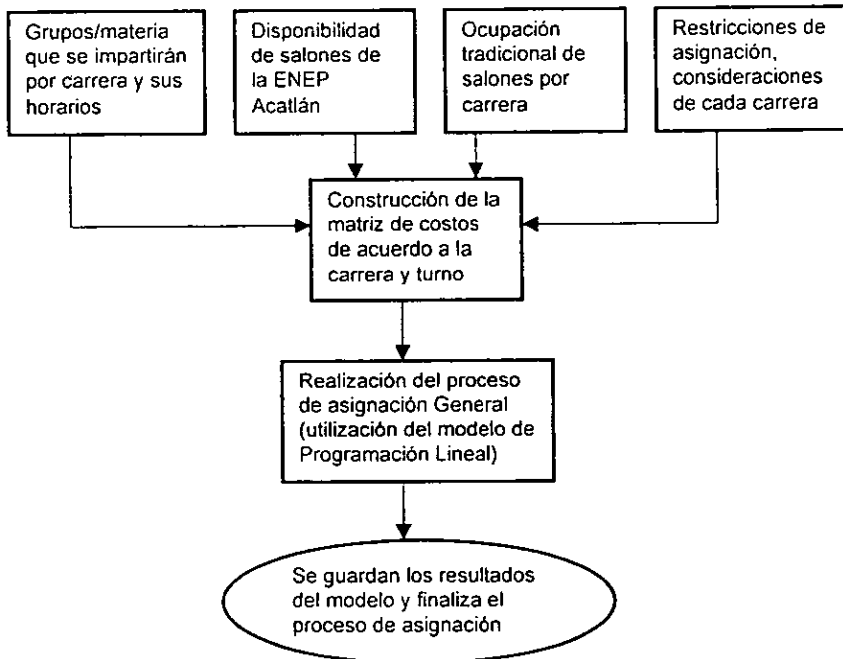 Grupos/materia
que se impartirán
por carrera y sus
horarios
Disponibilidad
de salones de
la ENEP
Acatlán
Ocupación
tradicional de
salones por
carrera
Restricciones de
asignación,
consideraciones
de cada carrera
Construcción de la
matriz de costos
de acuerdo a la
carrera y turno
Realización del proceso
de asignación General
(utilización del modelo de
Programación Lineal)
Se guardan los resultados
del modelo y finaliza el
proceso de asignación